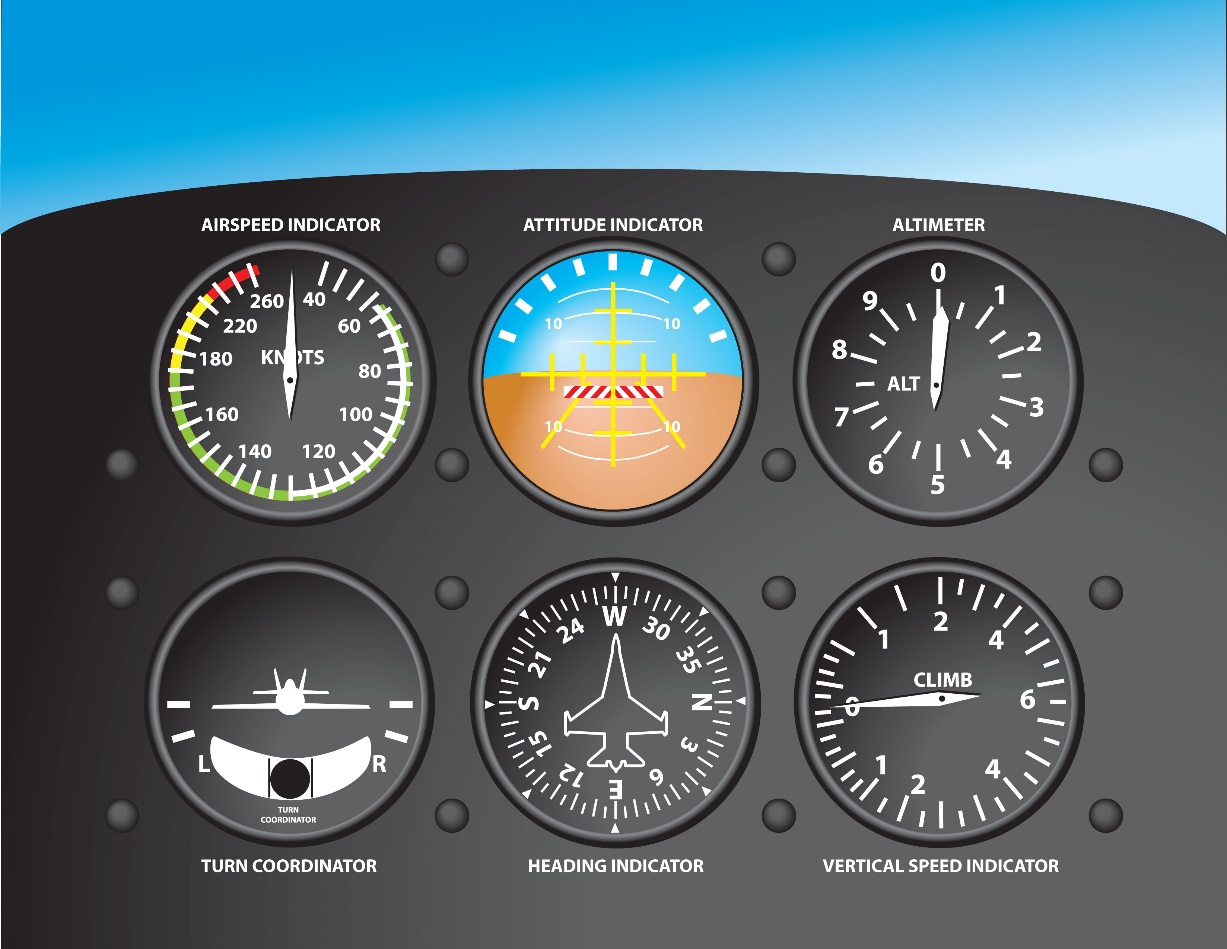 AIRSPEED INDICATOR
260 40
220 60
KNOTS
180 80
160 100
140 120
ATTITUDE INDICATOR
10 10
10 10
ALTIMETER
0
9 1
8 2
ALT
7 3
6 4
5
L R
TURN
COORDINATOR
TURN COORDINATOR
W
24 30
21 35
S N
15 3
12 6
E
HEADING INDICATOR
2
1 4
CLIMB
0 6
1 4
2
VERTICAL SPEED INDICATOR